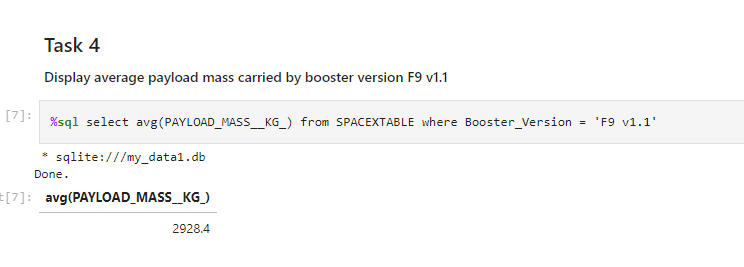 Task 4
Display average payload mass carried by booster version F9 v1.1
[7]: %sql select avg(PAYLOAD_MASS__KG_) from SPACEXTABLE where Booster_Version = 'F9 v1.1'
* sqlite:///my_data1.db
Done.
t[7]: avg(PAYLOAD_MASS__KG_)
2928.4